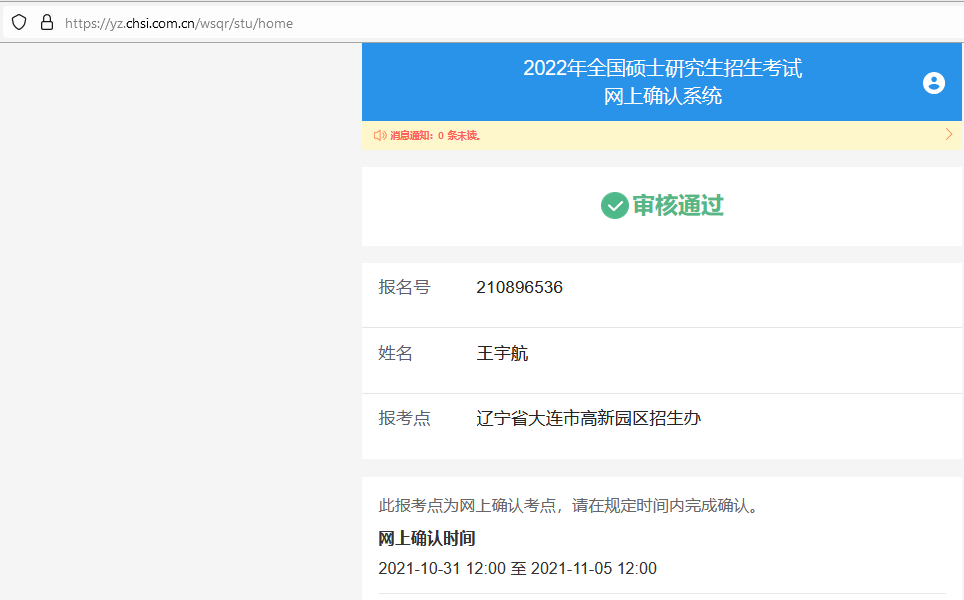 https://yz.chsi.com.cn/wsqr/stu/home
2022年全国硕士研究生招生考试
网上确认系统
消息通知：0 条未读。
审核通过
报名号 210896536
姓名 王宇航
报考点 辽宁省大连市高新园区招生办
此报考点为网上确认考点，请在规定时间内完成确认。
网上确认时间
2021-10-31 12:00 至 2021-11-05 12:00